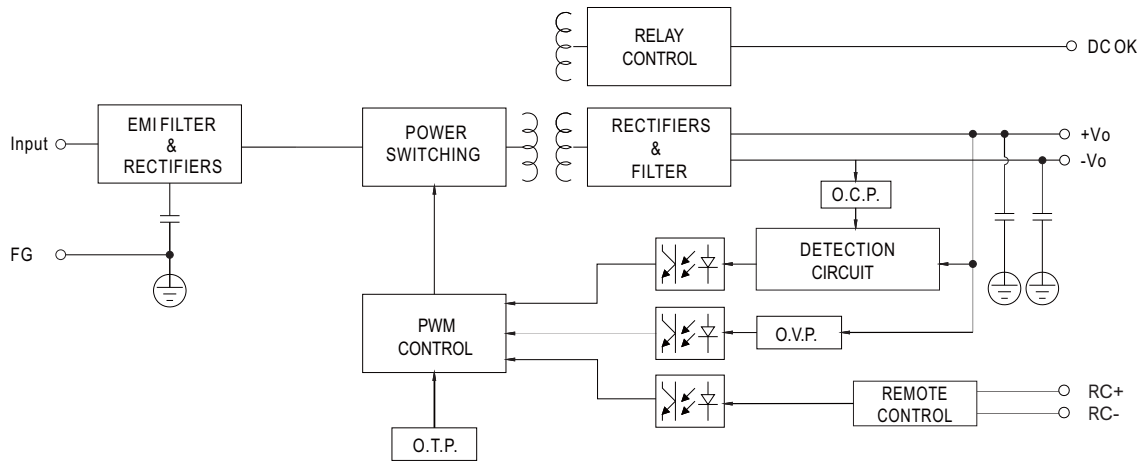 RELAY
CONTROL
DC OK
EMI FILTER
&
RECTIFIERS
POWER
SWITCHING
RECTIFIERS
&
FILTER
Input
+Vo
-Vo
O.C.P.
FG
DETECTION
CIRCUIT
PWM
CONTROL
O.V.P.
REMOTE
CONTROL
RC+
RC-
O.T.P.